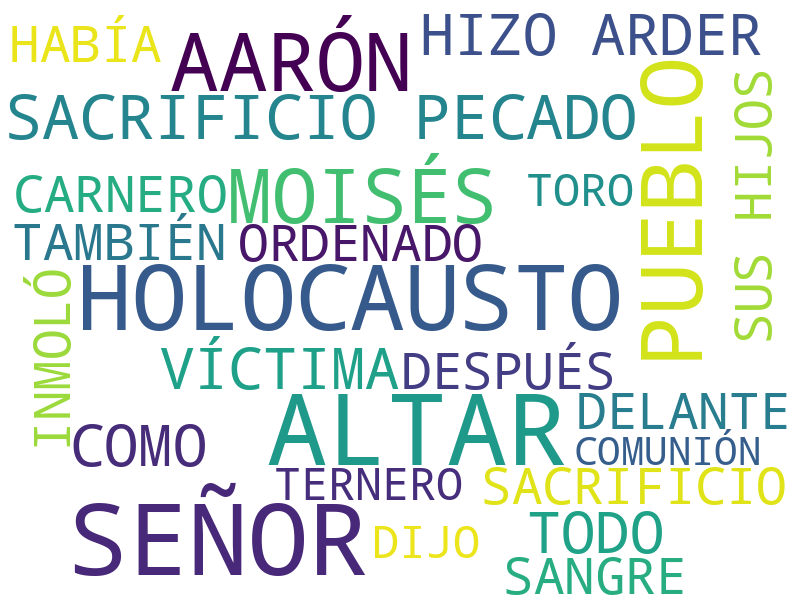 HABÍA
AARÓN
HIZO ARDER
SACRIFICIO PECADO
PUEBLO
SUS HIJOS
CARNERO
MOISÉS
TORO
TAMBIÉN
ORDENADO
HOLOCAUSTO
INMOLÓ
VÍCTIMA
DESPUÉS
ALTAR
DELANTE
COMO
COMUNIÓN
TERNERO
SACRIFICIO
SEÑOR
DIJO
TODO
SANGRE